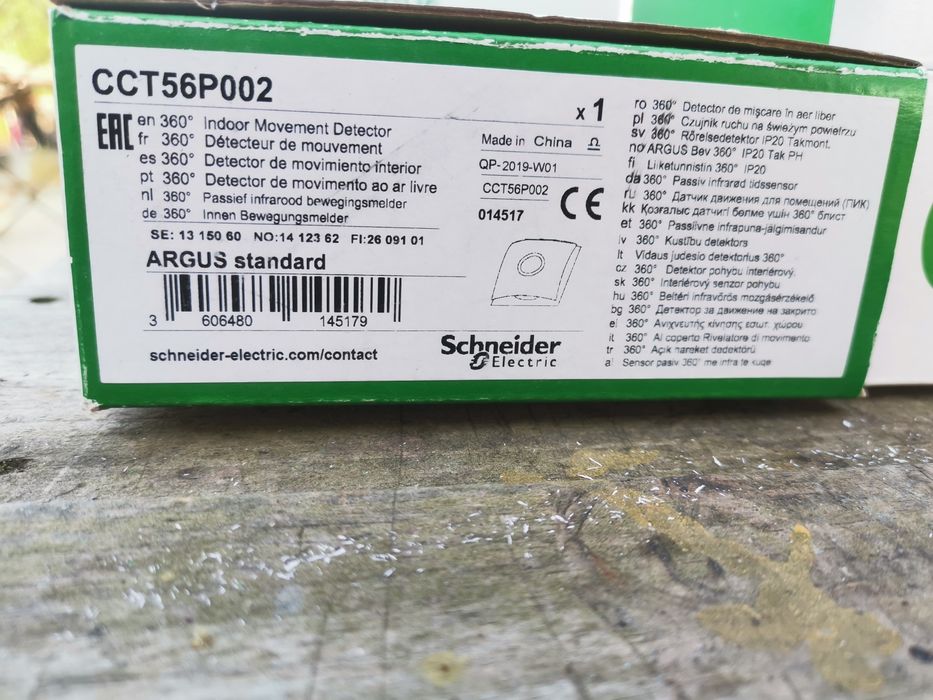 CCT56P002
x 1
EAC
en 360° Indoor Movement Detector
fr 360° Détecteur de mouvement
es 360° Detector de movimiento interior
pt 360° Detector de movimento ao ar livre
nl 360° Passief infrarood bewegingsmelder
de 360° Innen Bewegungsmelder
SE: 13 150 60 NO:14 123 62 FI:26 091 01
ARGUS standard
3 606480 145179
schneider-electric.com/contact
Made in China
QP-2019-W01
CCT56P002
014517
CE
Schneider
Electric
ro 360° Detector de mișcare în aer liber
pl 360° Czujnik ruchu na świeżym powietrzu
sv 360° Rörelsedetektor IP20 Takmont.
no ARGUS Bev 360° IP20 Tak PH
fi Liiketunnistin 360° IP20
da 360° Passiv infrarød tidssensor
ru 360° Датчик движения для помещений (ПИК)
kk Қозғалыс датчигі бөлме үшін 360° блист
et 360° Passiivne infrapuna-jälgimisandur
lv 360° Kustību detektors
lt Vidaus judesio detektorius 360°
cz 360° Detektor pohybu interiérový
sk 360° Interiérový senzor pohybu
hu 360° Beltéri infravörös mozgásérzékelő
bg 360° Детектор за движение на закрито
el 360° Ανιχνευτής κίνησης εσωτ. χώρου
it 360° Al coperto Rivelatore di movimento
tr 360° Açık hareket dedektörü
al Sensor pasiv 360° me infra te kuqe